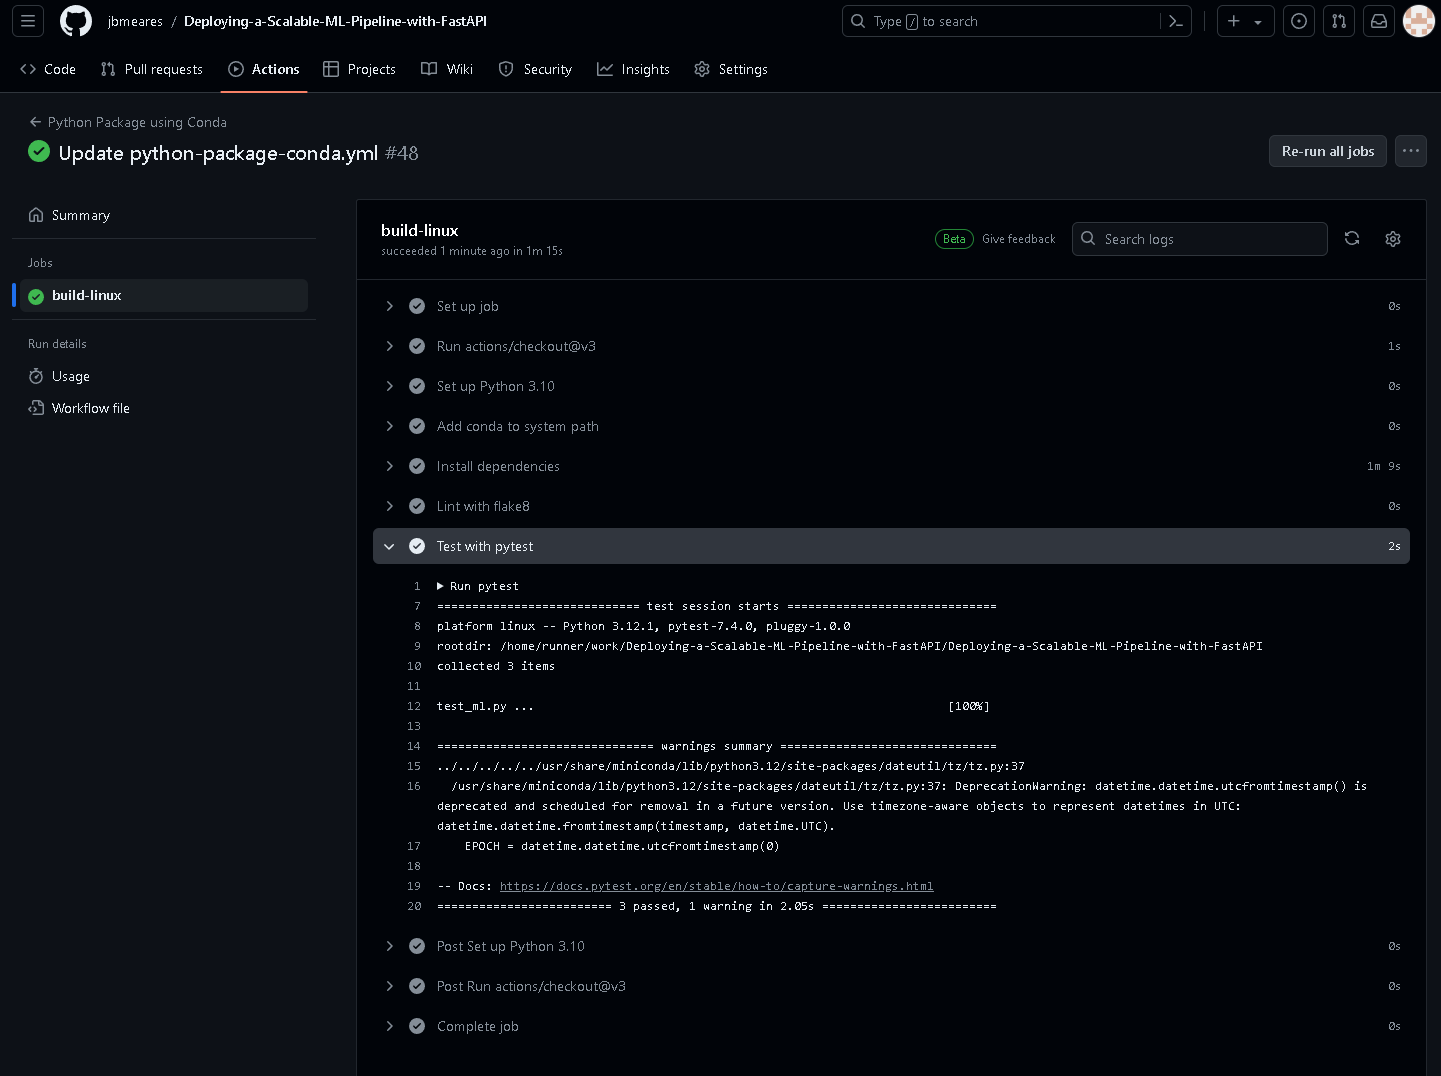 jbmeares / Deploying-a-Scalable-ML-Pipeline-with-FastAPI
Type / to search
Code Pull requests Actions Projects Wiki Security Insights Settings
Python Package using Conda
Update python-package-conda.yml #48
Re-run all jobs
Summary
Jobs
build-linux
Run details
Usage
Workflow file
build-linux
succeeded 1 minute ago in 1m 15s
Beta Give feedback
Search logs
Set up job 0s
Run actions/checkout@v3 1s
Set up Python 3.10 0s
Add conda to system path 0s
Install dependencies 1m 9s
Lint with flake8 0s
Test with pytest 2s
1 Run pytest
7 ============================= test session starts ==============================
8 platform linux -- Python 3.12.1, pytest-7.4.0, pluggy-1.0.0
9 rootdir: /home/runner/work/Deploying-a-Scalable-ML-Pipeline-with-FastAPI/Deploying-a-Scalable-ML-Pipeline-with-FastAPI
10 collected 3 items
11
12 test_ml.py ... [100%]
13
14 =============================== warnings summary ===============================
15 ../../../../../usr/share/miniconda/lib/python3.12/site-packages/dateutil/tz/tz.py:37
16 /usr/share/miniconda/lib/python3.12/site-packages/dateutil/tz/tz.py:37: DeprecationWarning: datetime.datetime.utcfromtimestamp() is
deprecated and scheduled for removal in a future version. Use timezone-aware objects to represent datetimes in UTC:
datetime.datetime.fromtimestamp(timestamp, datetime.UTC).
17 EPOCH = datetime.datetime.utcfromtimestamp(0)
18
19 -- Docs: https://docs.pytest.org/en/stable/how-to/capture-warnings.html
20 ========================= 3 passed, 1 warning in 2.05s =========================
Post Set up Python 3.10 0s
Post Run actions/checkout@v3 0s
Complete job 0s